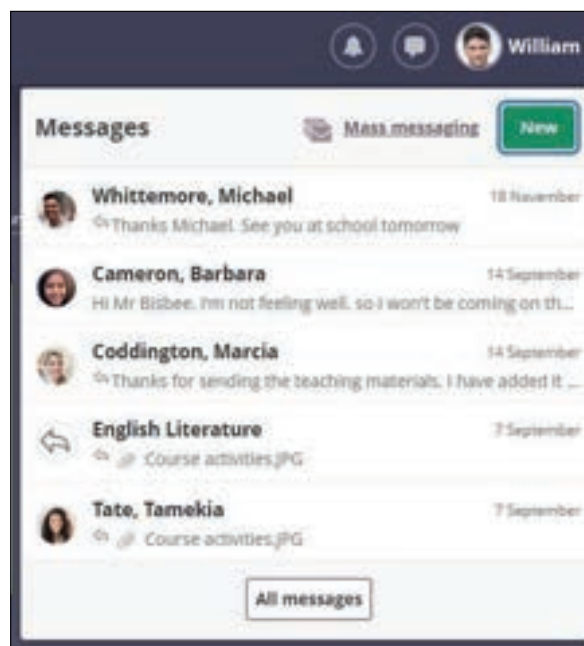 William
Messages
Mass messaging
New
Whittemore, Michael
18 November
Thanks Michael. See you at school tomorrow
Cameron, Barbara
14 September
Hi Mr Bisbee. I'm not feeling well, so I won't be coming on th...
Coddington, Marcia
14 September
Thanks for sending the teaching materials. I have added it ...
English Literature
7 September
Course activities.JPG
Tate, Tamekia
7 September
Course activities.JPG
All messages